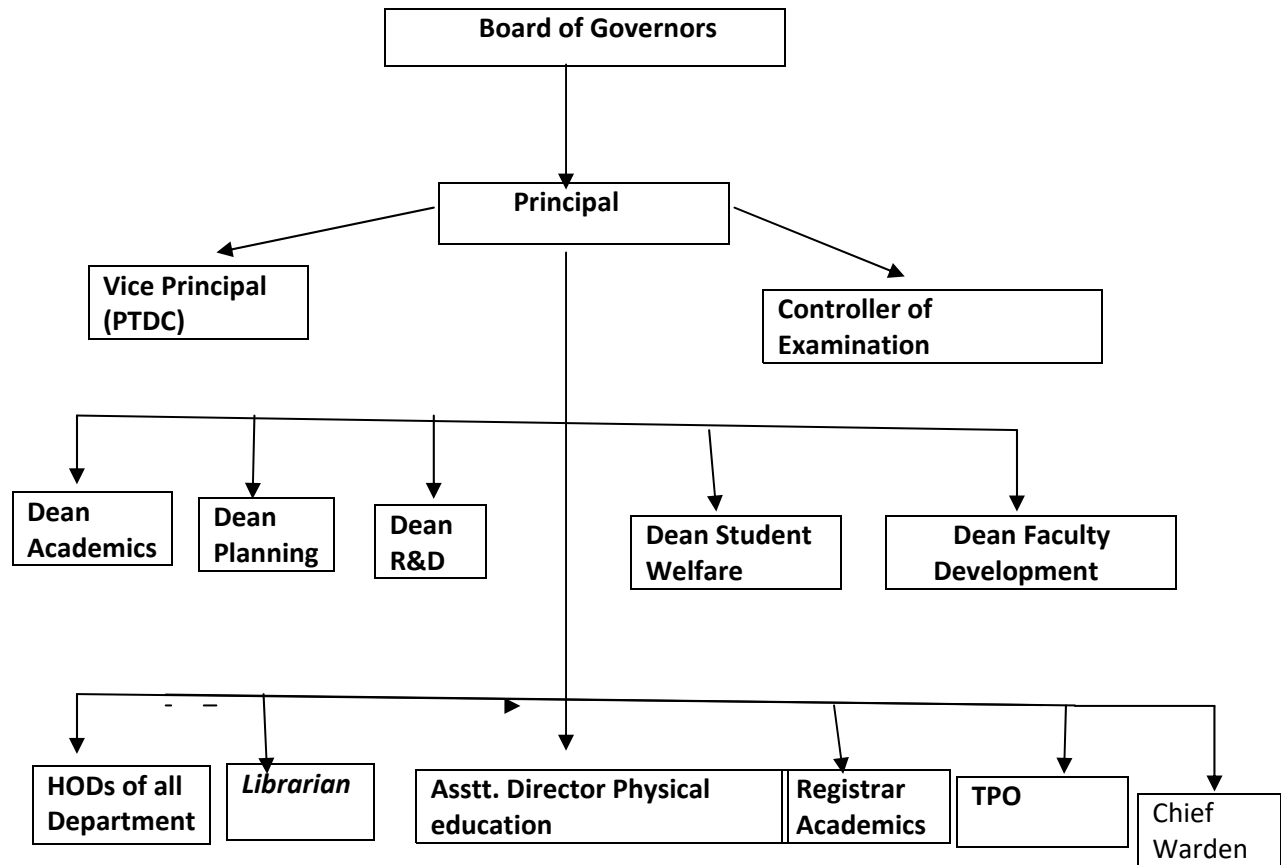 Board of Governors
Principal
Vice Principal
(PTDC)
Controller of
Examination
Dean
Academics
Dean
Planning
Dean
R&D
Dean Student
Welfare
Dean Faculty
Development
HODs of all
Department
Librarian
Asstt. Director Physical
education
Registrar
Academics
TPO
Chief
Warden